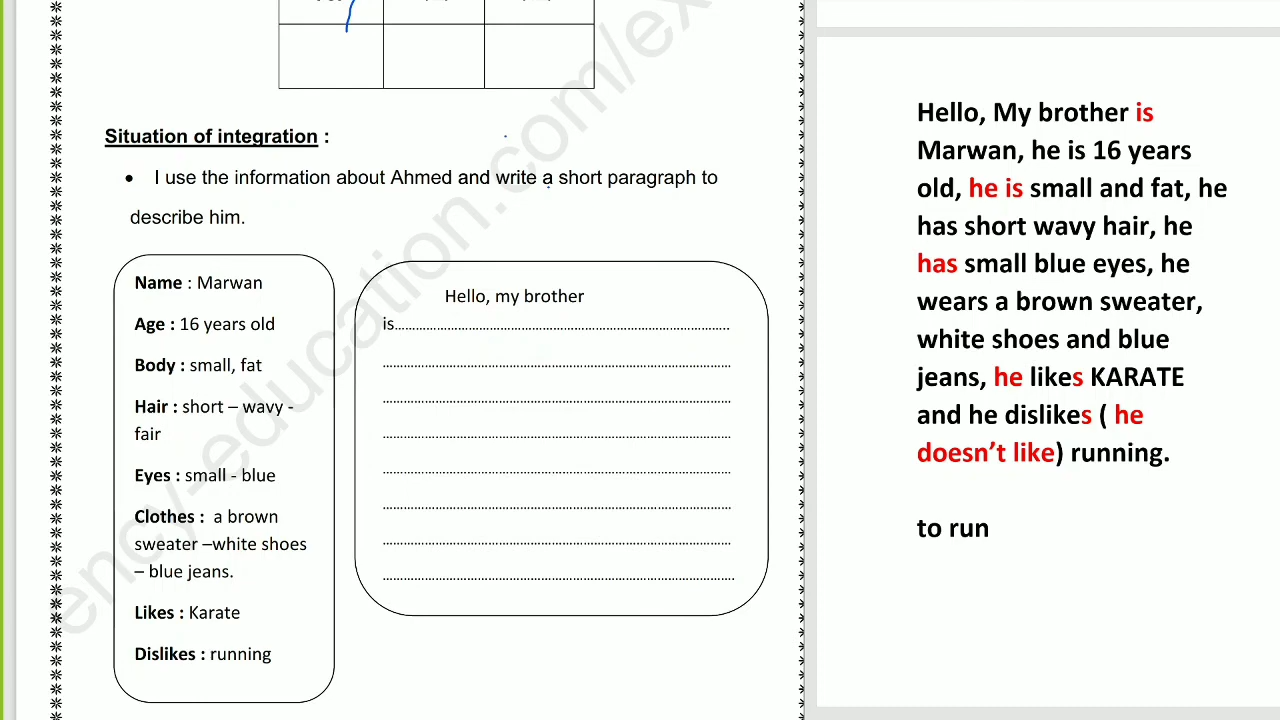 Situation of integration :
• I use the information about Ahmed and write a short paragraph to
describe him.
Name : Marwan
Age : 16 years old
Body : small, fat
Hair : short – wavy -
fair
Eyes : small - blue
Clothes : a brown
sweater –white shoes
– blue jeans.
Likes : Karate
Dislikes : running
Hello, my brother
is
ency-education.com/ex
Hello, My brother is
Marwan, he is 16 years
old, he is small and fat, he
has short wavy hair, he
has small blue eyes, he
wears a brown sweater,
white shoes and blue
jeans, he likes KARATE
and he dislikes ( he
doesn’t like) running.
to run